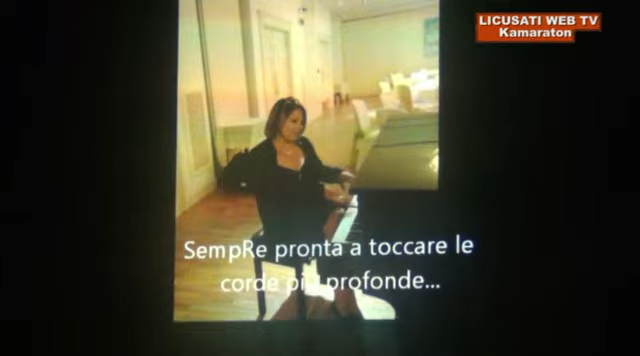 LICUSATI WEB TV
Kamaraton
SempRe pronta a toccare le
corde più profonde...